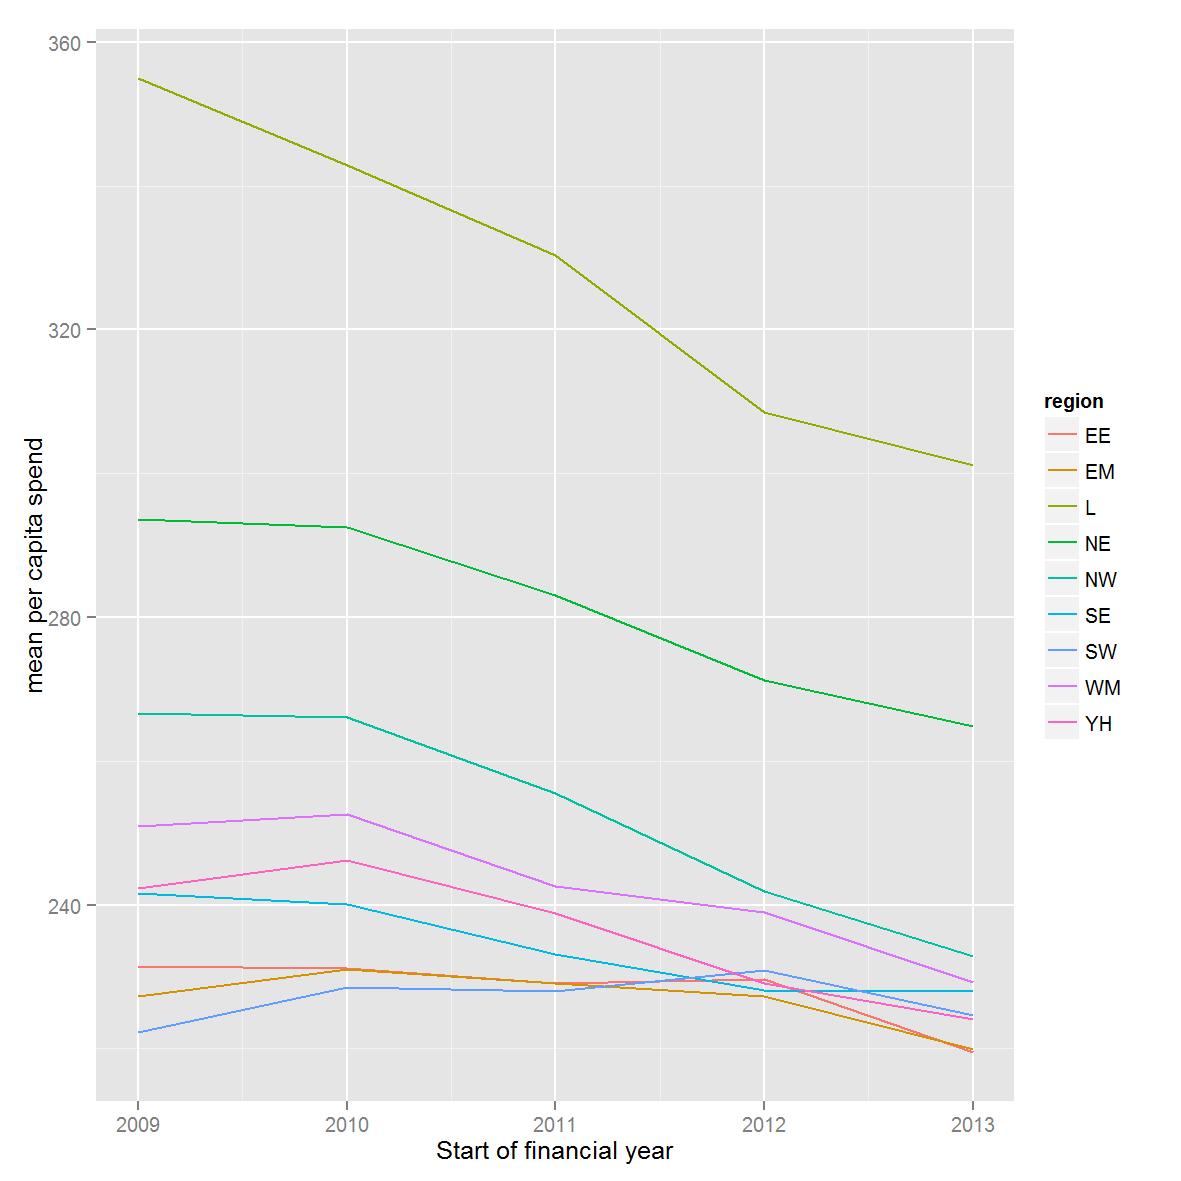 360
320
280
240
mean per capita spend
2009 2010 2011 2012 2013
Start of financial year
region
EE
EM
L
NE
NW
SE
SW
WM
YH